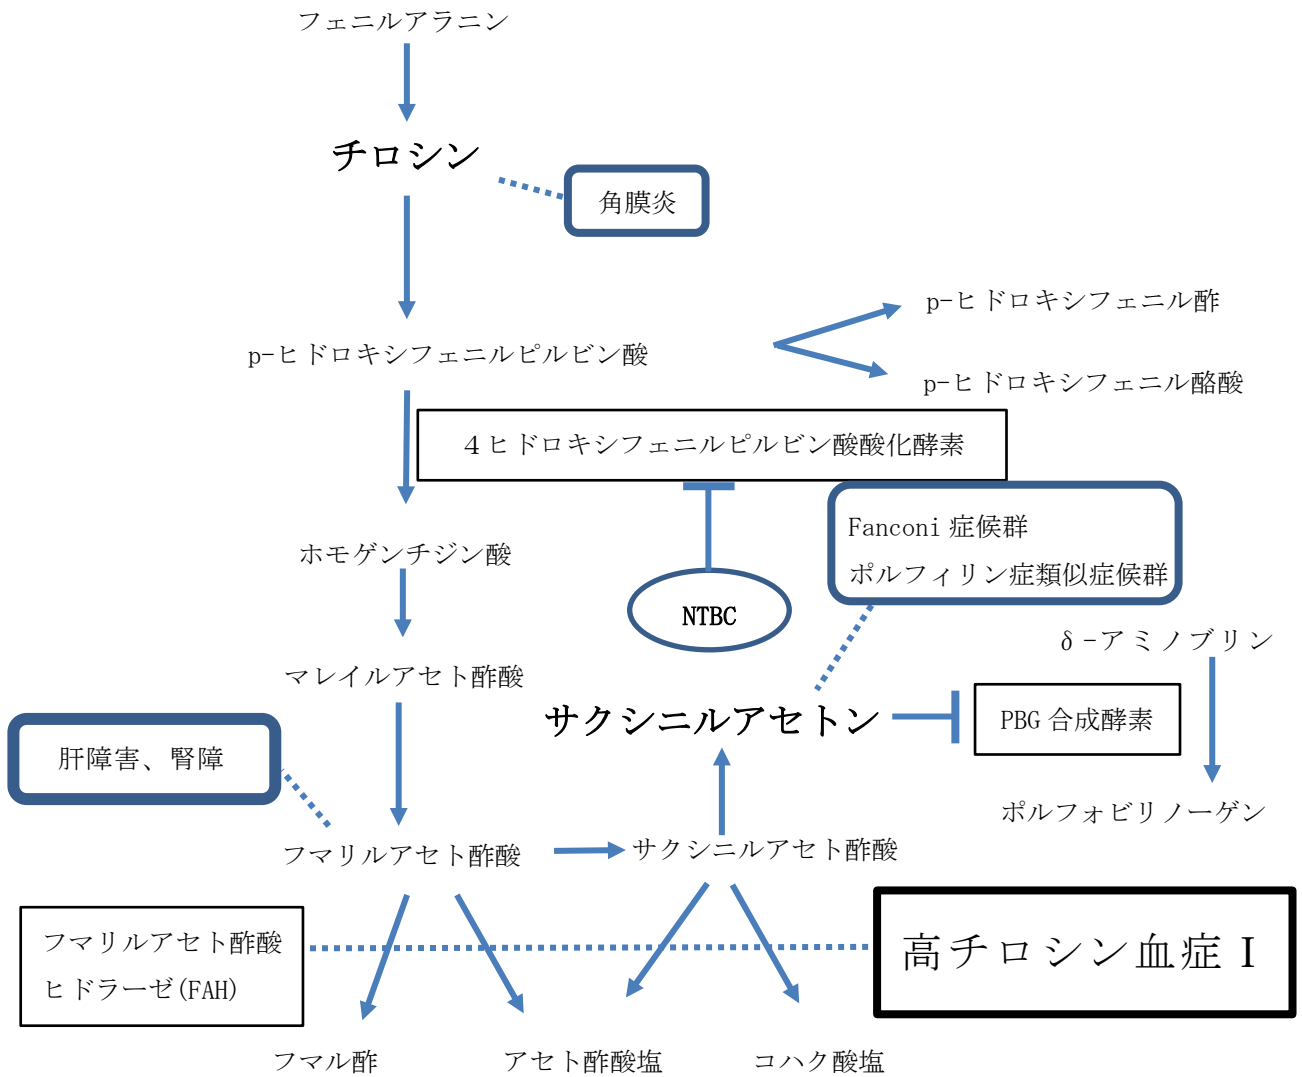 フェニルアラニン
チロシン
角膜炎
p-ヒドロキシフェニル酢
p-ヒドロキシフェニルピルビン酸
p-ヒドロキシフェニル酪酸
4ヒドロキシフェニルピルビン酸酸化酵素
Fanconi 症候群
ポルフィリン症類似症候群
ホモゲンチジン酸
NTBC
δ-アミノブリン
マレイルアセト酢酸
サクシニルアセトン
PBG 合成酵素
肝障害、腎障
ポルフォビリノーゲン
フマリルアセト酢酸
サクシニルアセト酢酸
フマリルアセト酢酸
ヒドラーゼ(FAH)
高チロシン血症 I
フマル酢
アセト酢酸塩
コハク酸塩